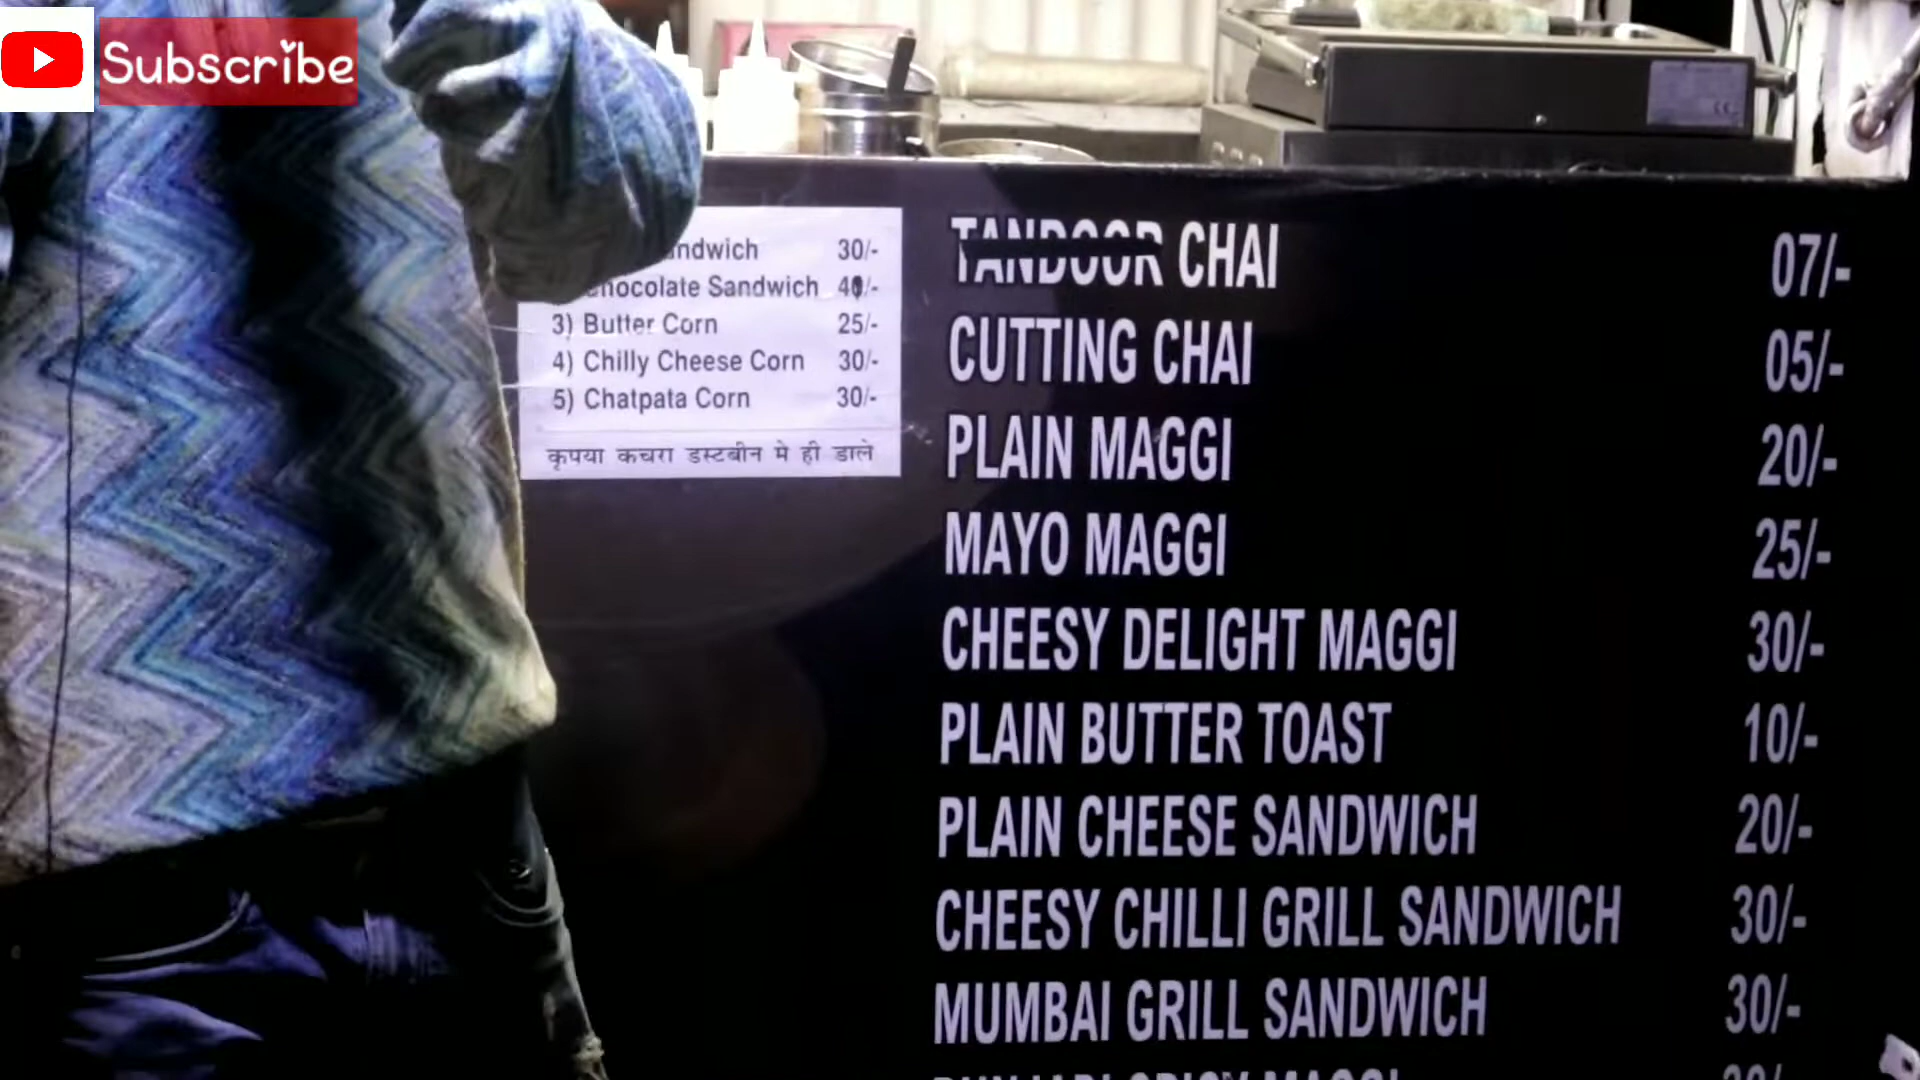 Subscribe
30/-
Sandwich
3) Butter Corn 25/-
4) Chilly Cheese Corn 30/-
5) Chatpata Corn 30/-
कृपया कचरा डस्टबीन मे ही डाले
TANDOOR CHAI 07/-
CUTTING CHAI 05/-
PLAIN MAGGI 20/-
MAYO MAGGI 25/-
CHEESY DELIGHT MAGGI 30/-
PLAIN BUTTER TOAST 10/-
PLAIN CHEESE SANDWICH 20/-
CHEESY CHILLI GRILL SANDWICH 30/-
MUMBAI GRILL SANDWICH 30/-